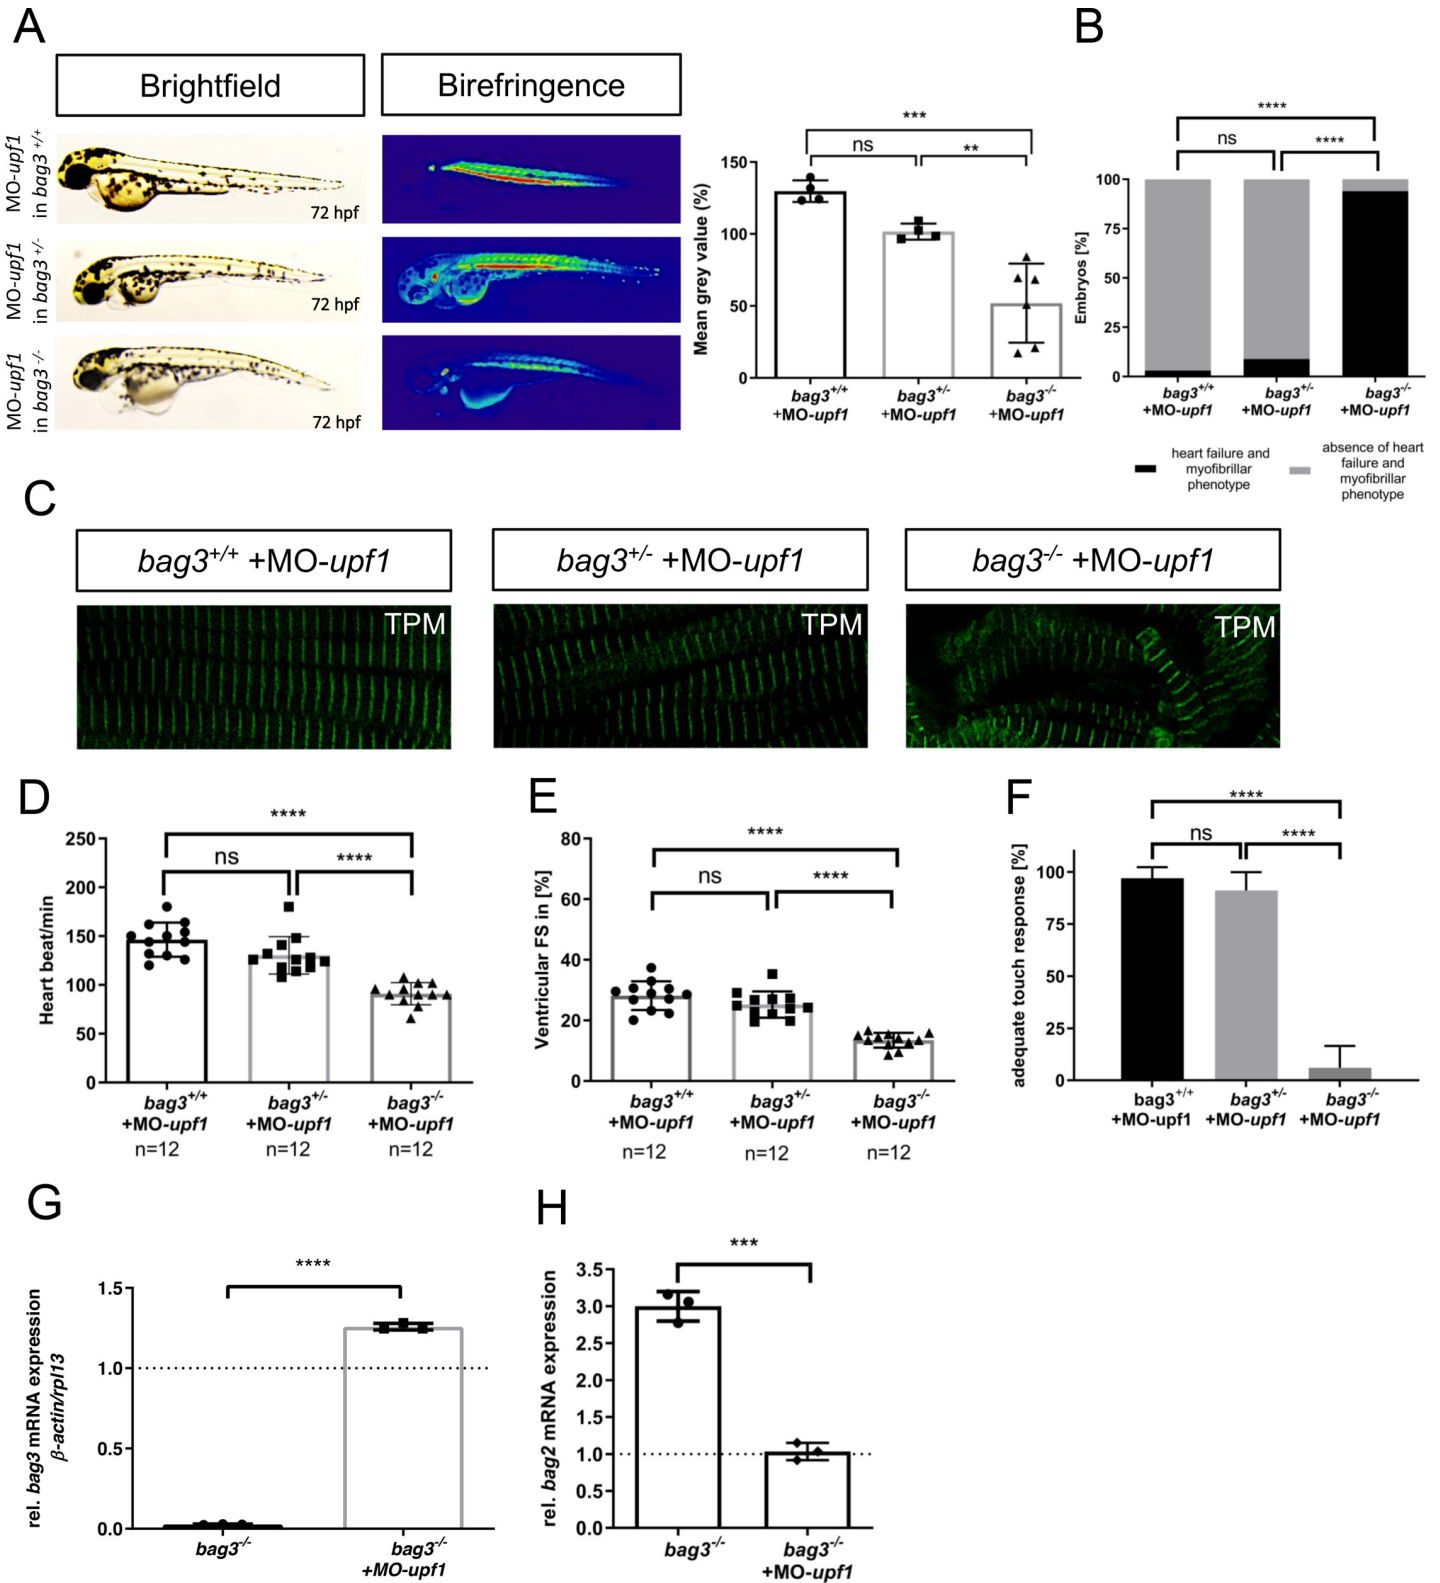 A
Brightfield
Birefringence
MO-upf1
in bag3 +/+
72 hpf
MO-upf1
in bag3 +/-
72 hpf
MO-upf1
in bag3 -/-
72 hpf
***
ns
**
150
100
50
0
Mean grey value (%)
bag3+/+
+MO-upf1
bag3+/-
+MO-upf1
bag3-/-
+MO-upf1
B
****
ns
****
100
75
50
25
0
Embryos [%]
bag3+/+
+MO-upf1
bag3+/-
+MO-upf1
bag3-/-
+MO-upf1
heart failure and
myofibrillar
phenotype
absence of heart
failure and
myofibrillar
phenotype
C
bag3+/+ +MO-upf1
bag3+/- +MO-upf1
bag3-/- +MO-upf1
TPM
TPM
TPM
D
****
ns
****
250
200
150
100
50
0
Heart beat/min
bag3+/+
+MO-upf1
n=12
bag3+/-
+MO-upf1
n=12
bag3-/-
+MO-upf1
n=12
E
****
ns
****
80
60
40
20
0
Ventricular FS in [%]
bag3+/+
+MO-upf1
n=12
bag3+/-
+MO-upf1
n=12
bag3-/-
+MO-upf1
n=12
F
****
ns
****
100
75
50
25
0
adequate touch response [%]
bag3+/+
+MO-upf1
bag3+/-
+MO-upf1
bag3-/-
+MO-upf1
G
****
1.5
1.0
0.5
0.0
rel. bag3 mRNA expression
β-actin/rpl13
bag3-/-
bag3-/-
+MO-upf1
H
***
3.5
3.0
2.5
2.0
1.5
1.0
0.5
0.0
rel. bag2 mRNA expression
bag3-/-
bag3-/-
+MO-upf1